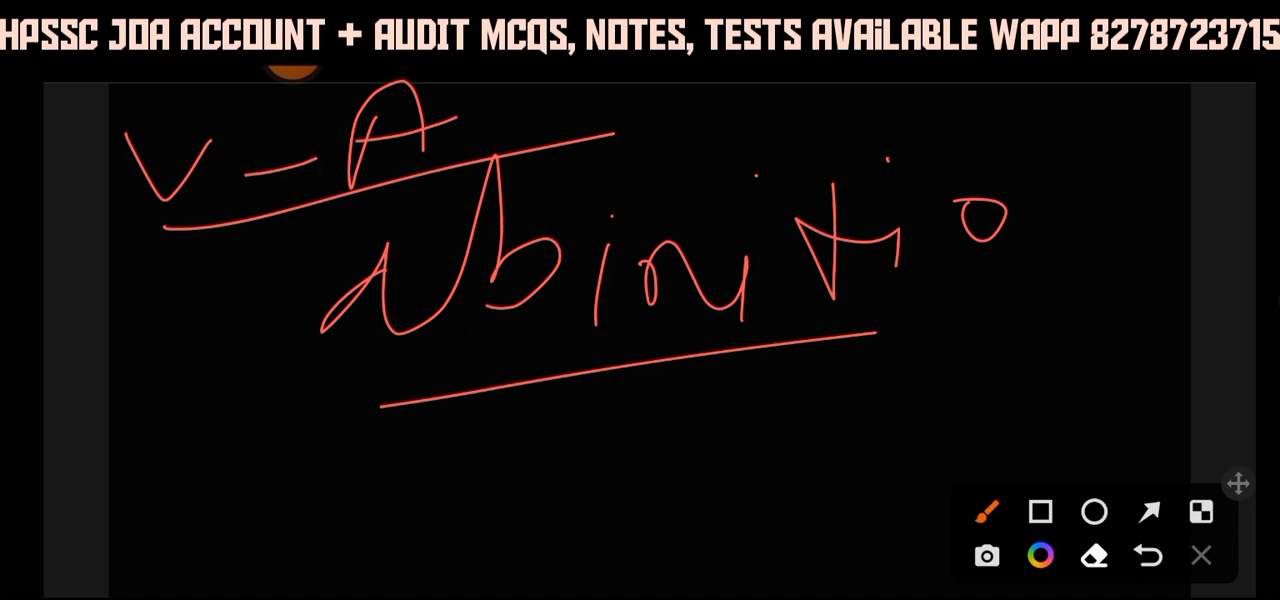 HPSSC JOA ACCOUNT + AUDIT MCQS, NOTES, TESTS AVAiLABLE WAPP 8278723715
V - A
abinitio